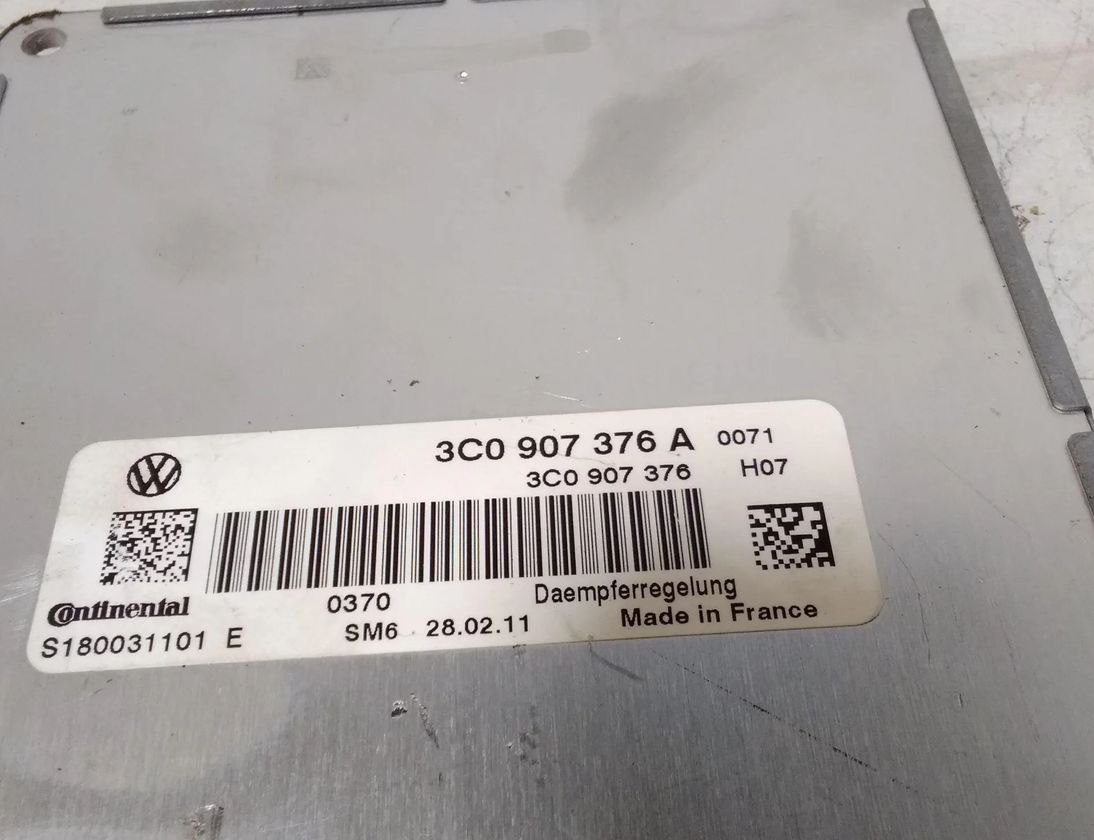 3C0 907 376 A 0071
3C0 907 376 H07
Continental
S180031101 E
0370
SM6 28.02.11
Daempferregelung
Made in France